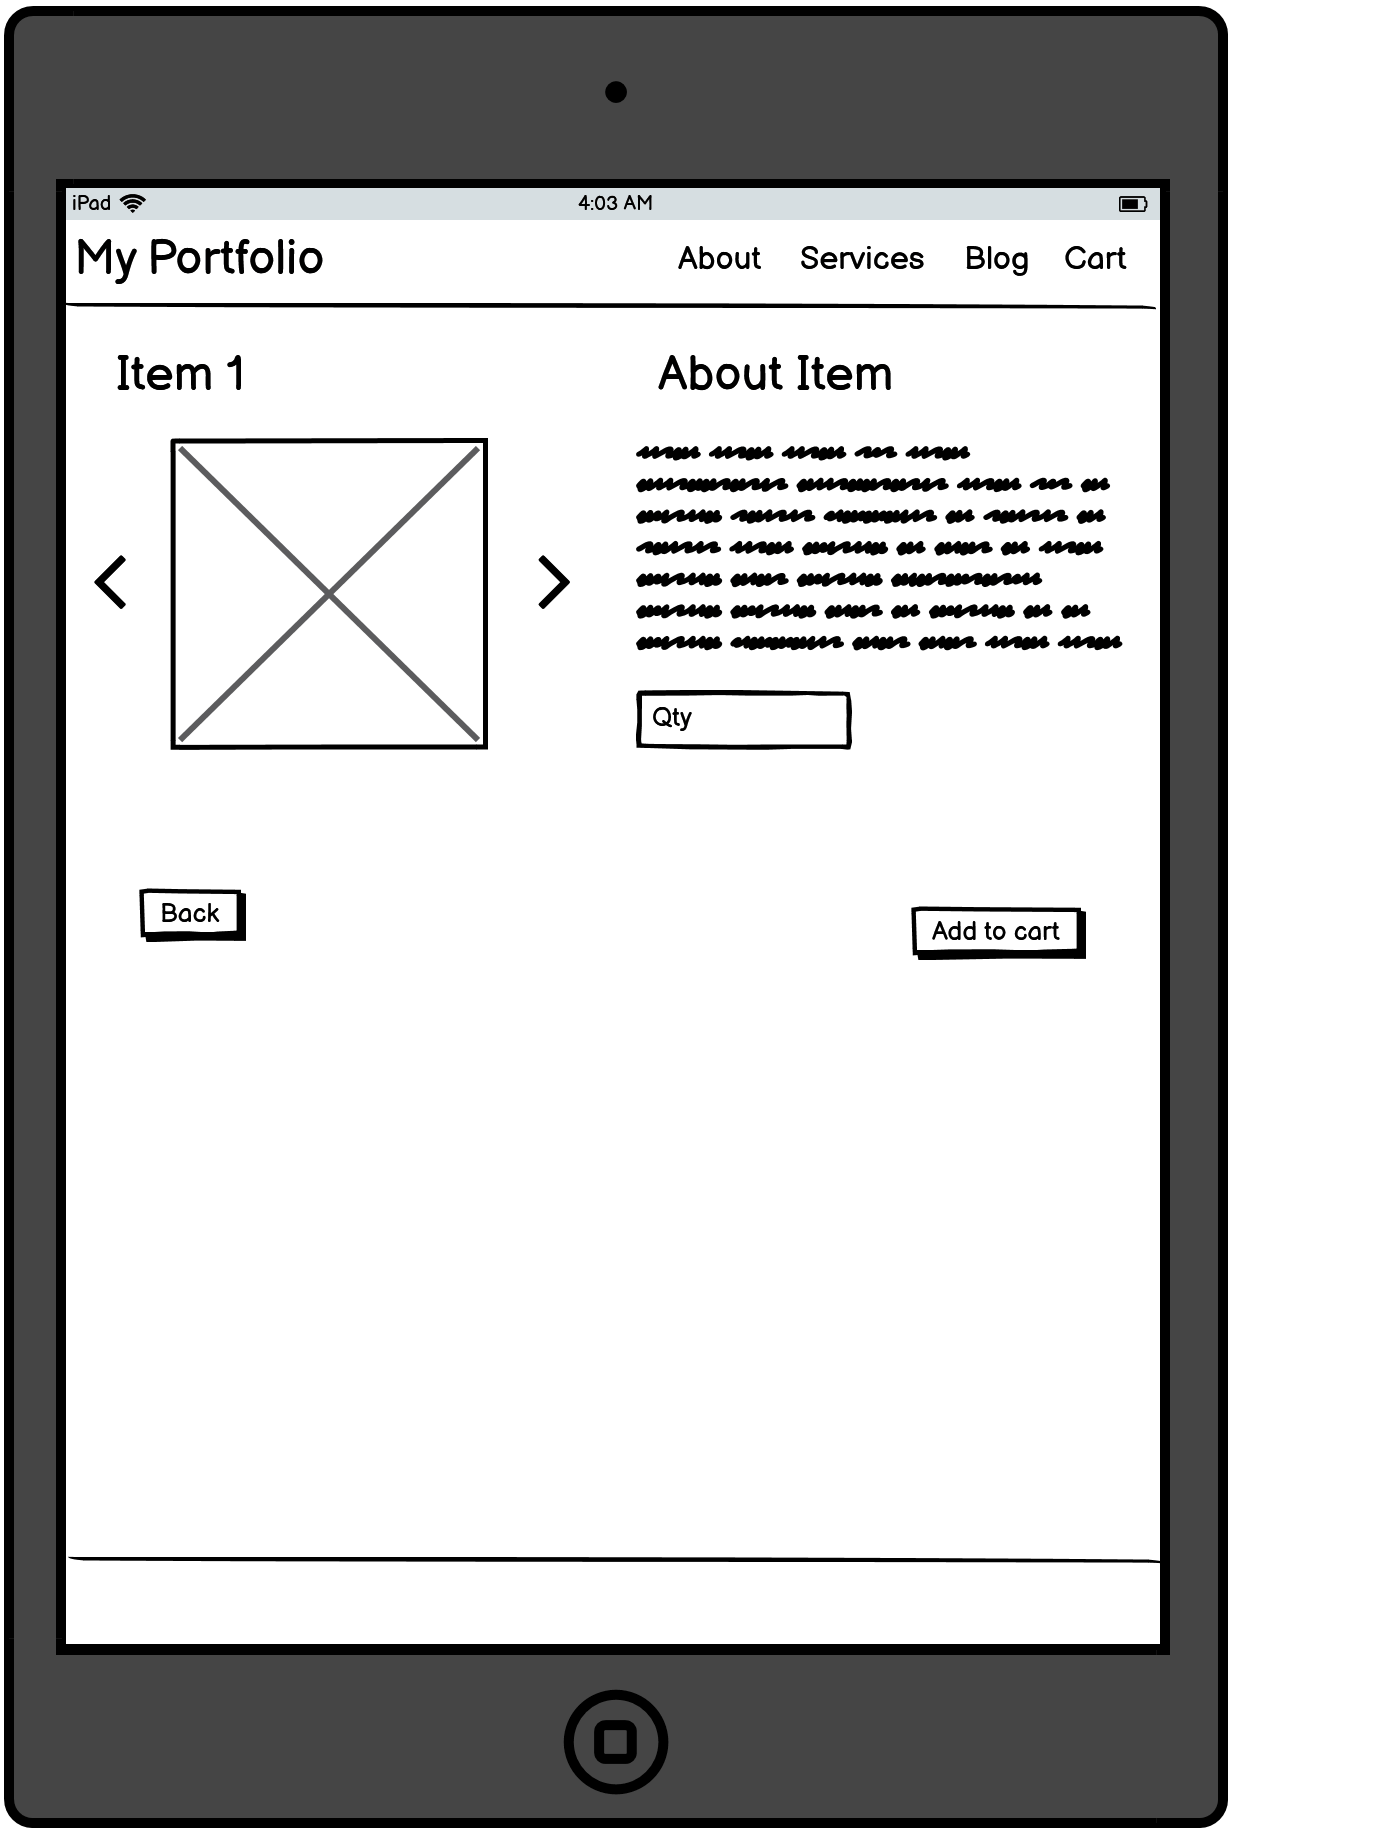 iPad 4:03 AM
My Portfolio About Services Blog Cart
Item 1 About Item
Qty
Back
Add to cart